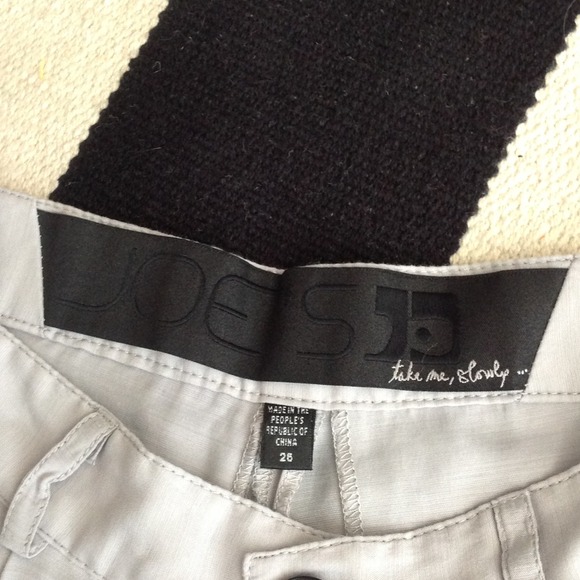 JOE'S
take me, slowly ...
MADE IN THE
PEOPLE'S
REPUBLIC OF
CHINA
26